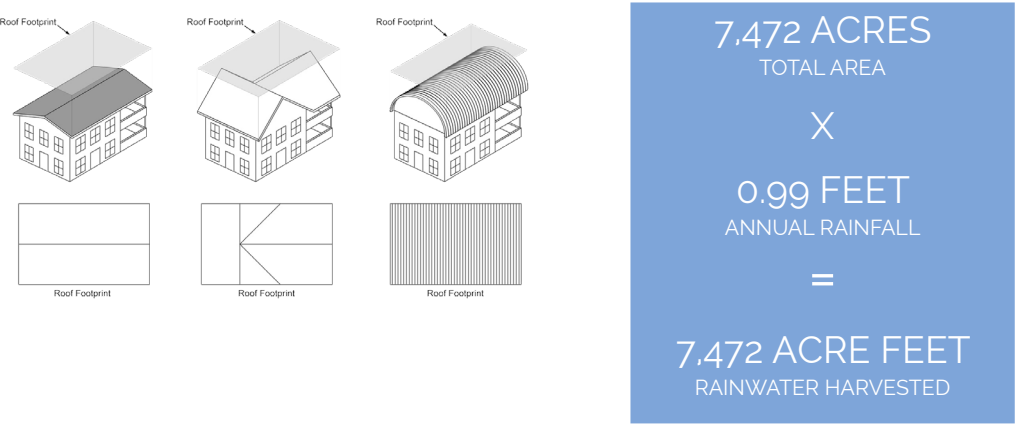 Roof Footprint
Roof Footprint
Roof Footprint
Roof Footprint
Roof Footprint
Roof Footprint
7,472 ACRES
TOTAL AREA
X
0.99 FEET
ANNUAL RAINFALL
=
7,472 ACRE FEET
RAINWATER HARVESTED